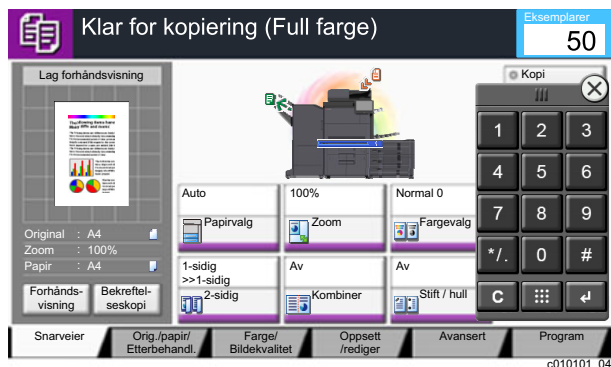 Klar for kopiering (Full farge)
Eksemplarer
50
Lag forhåndsvisning
Original : A4
Zoom : 100%
Papir : A4
Forhånds-
visning
Bekreftel-
seskopi
Auto
Papirvalg
100%
Zoom
Normal 0
Fargevalg
1-sidig
>>1-sidig
2-sidig
Av
Kombiner
Av
Stift / hull
Kopi
1 2 3
4 5 6
7 8 9
*/. 0 #
C
Snarveier
Orig./papir/
Etterbehandl.
Farge/
Bildekvalitet
Oppsett
/rediger
Avansert
Program
c010101_04